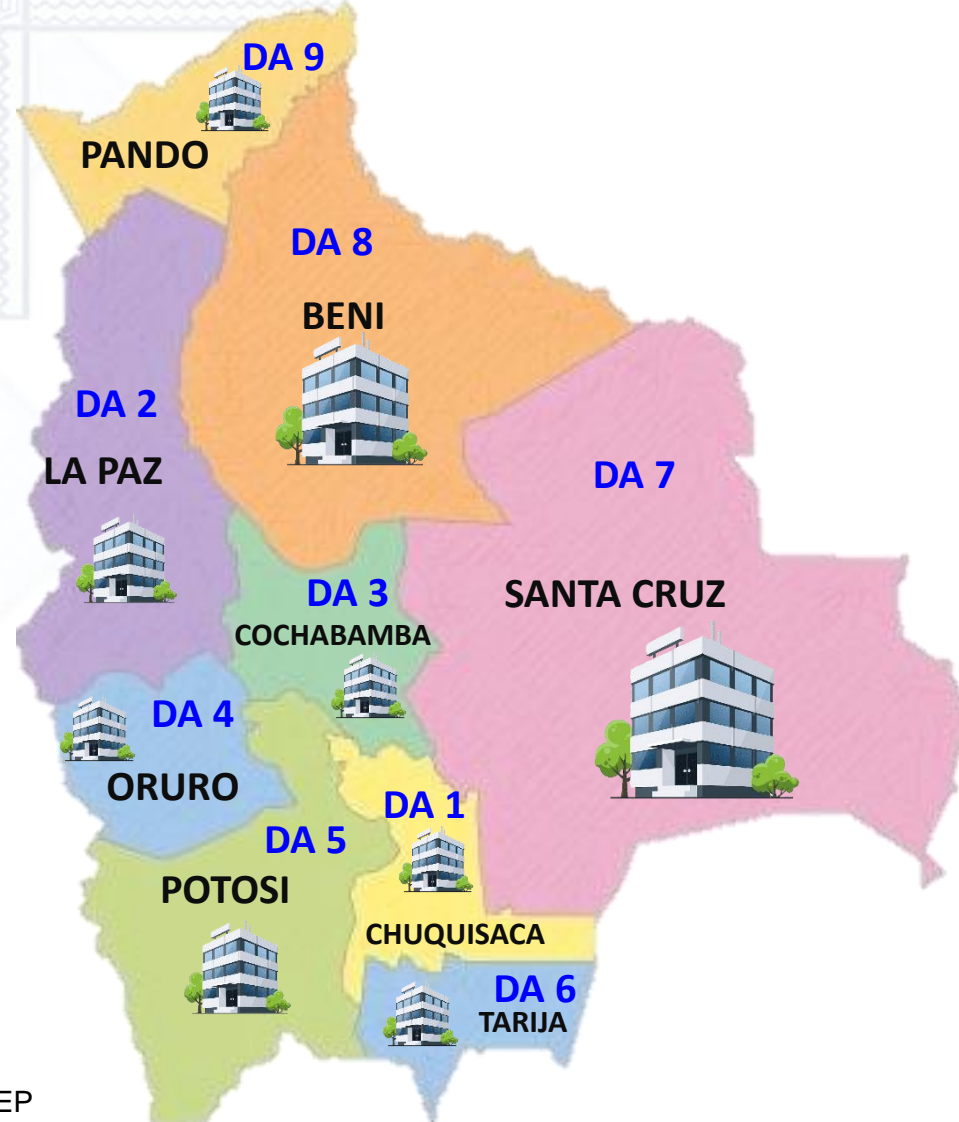 DA 9
PANDO
DA 8
BENI
DA 2
LA PAZ
DA 7
SANTA CRUZ
DA 3
COCHABAMBA
DA 4
ORURO
DA 1
CHUQUISACA
DA 5
POTOSI
DA 6
TARIJA
EP